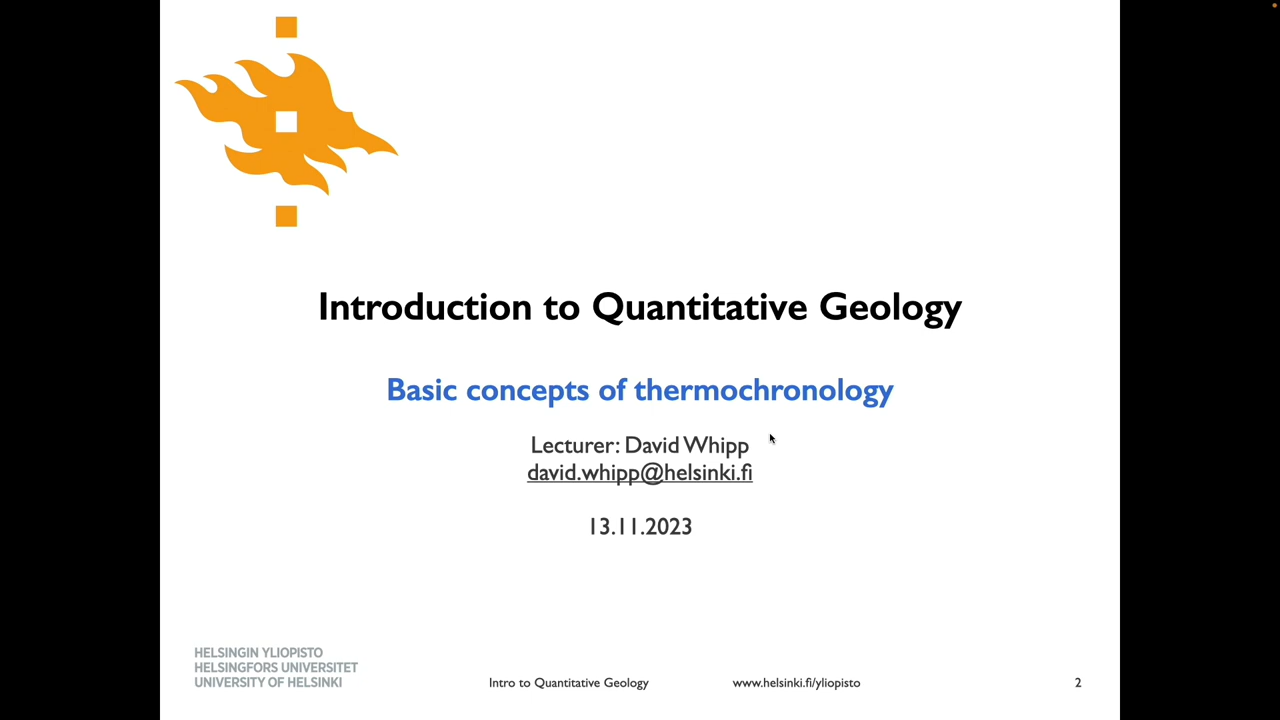 Introduction to Quantitative Geology
Basic concepts of thermochronology
Lecturer: David Whipp
david.whipp@helsinki.fi
13.11.2023
HELSINGIN YLIOPISTO
HELSINGFORS UNIVERSITET
UNIVERSITY OF HELSINKI
Intro to Quantitative Geology
www.helsinki.fi/yliopisto
2